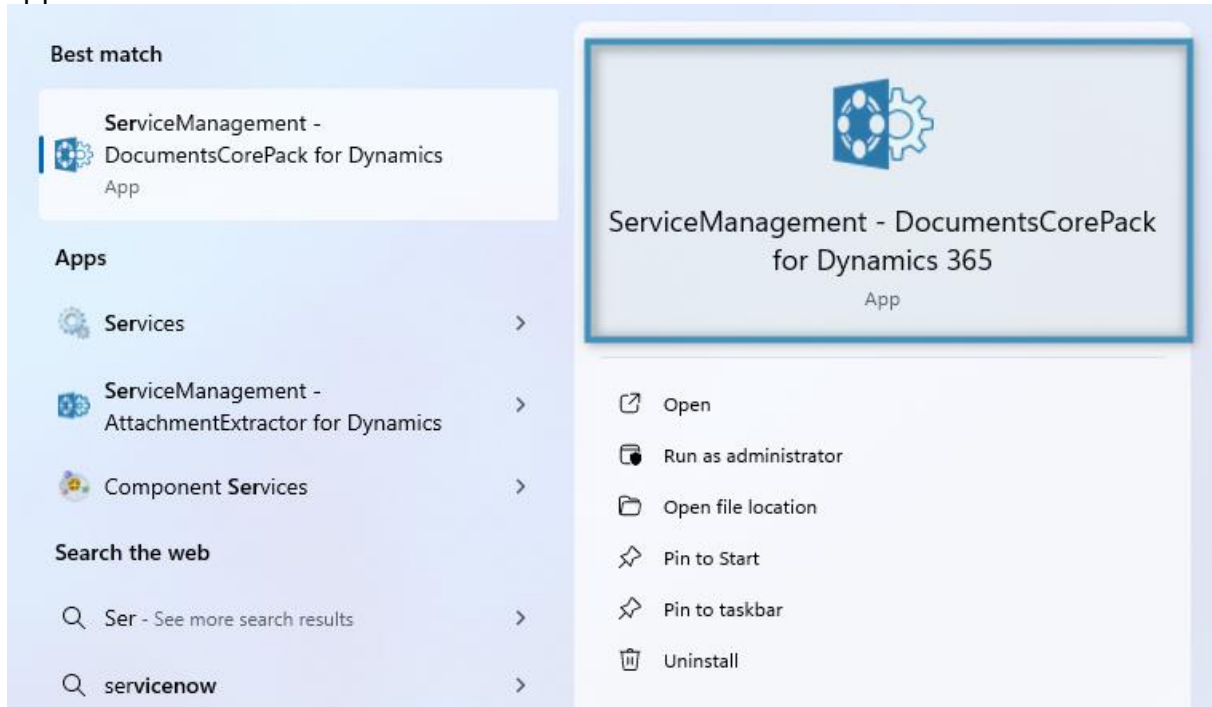 Best match
ServiceManagement -
DocumentsCorePack for Dynamics
App
Apps
Services
ServiceManagement -
AttachmentExtractor for Dynamics
Component Services
Search the web
Ser - See more search results
servicenow
ServiceManagement - DocumentsCorePack
for Dynamics 365
App
Open
Run as administrator
Open file location
Pin to Start
Pin to taskbar
Uninstall